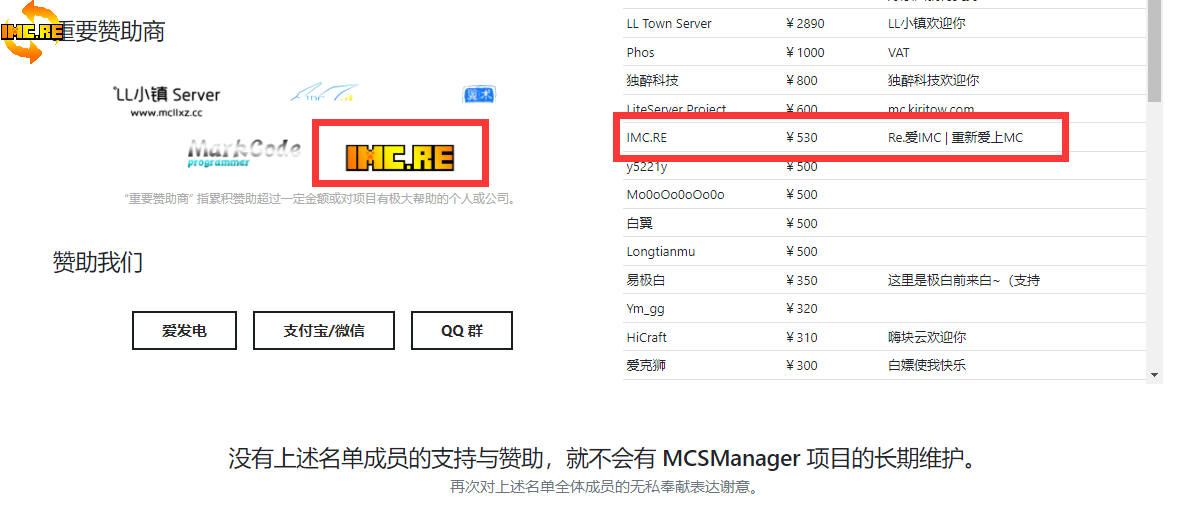 IMC.RE
重要赞助商
LL小镇 Server
www.mcllxz.cc
MarkCode
programmer
IMC.RE
"重要赞助商" 指累积赞助超过一定金额或对项目有极大帮助的个人或公司。
赞助我们
爱发电
支付宝/微信
QQ 群
LL Town Server ￥2890 LL小镇欢迎你
Phos ￥1000 VAT
独醉科技 ￥800 独醉科技欢迎你
LiteServer Project ￥600 mc.kiritow.com
IMC.RE ￥530 Re.爱IMC | 重新爱上MC
y5221y ￥500
Mo0oOo0oOo0o ￥500
白翼 ￥500
Longtianmu ￥500
易极白 ￥350 这里是极白前来白~（支持
Ym_gg ￥320
HiCraft ￥310 嗨块云欢迎你
爱克狮 ￥300 白嫖使我快乐
没有上述名单成员的支持与赞助，就不会有 MCSManager 项目的长期维护。
再次对上述名单全体成员的无私奉献表达谢意。